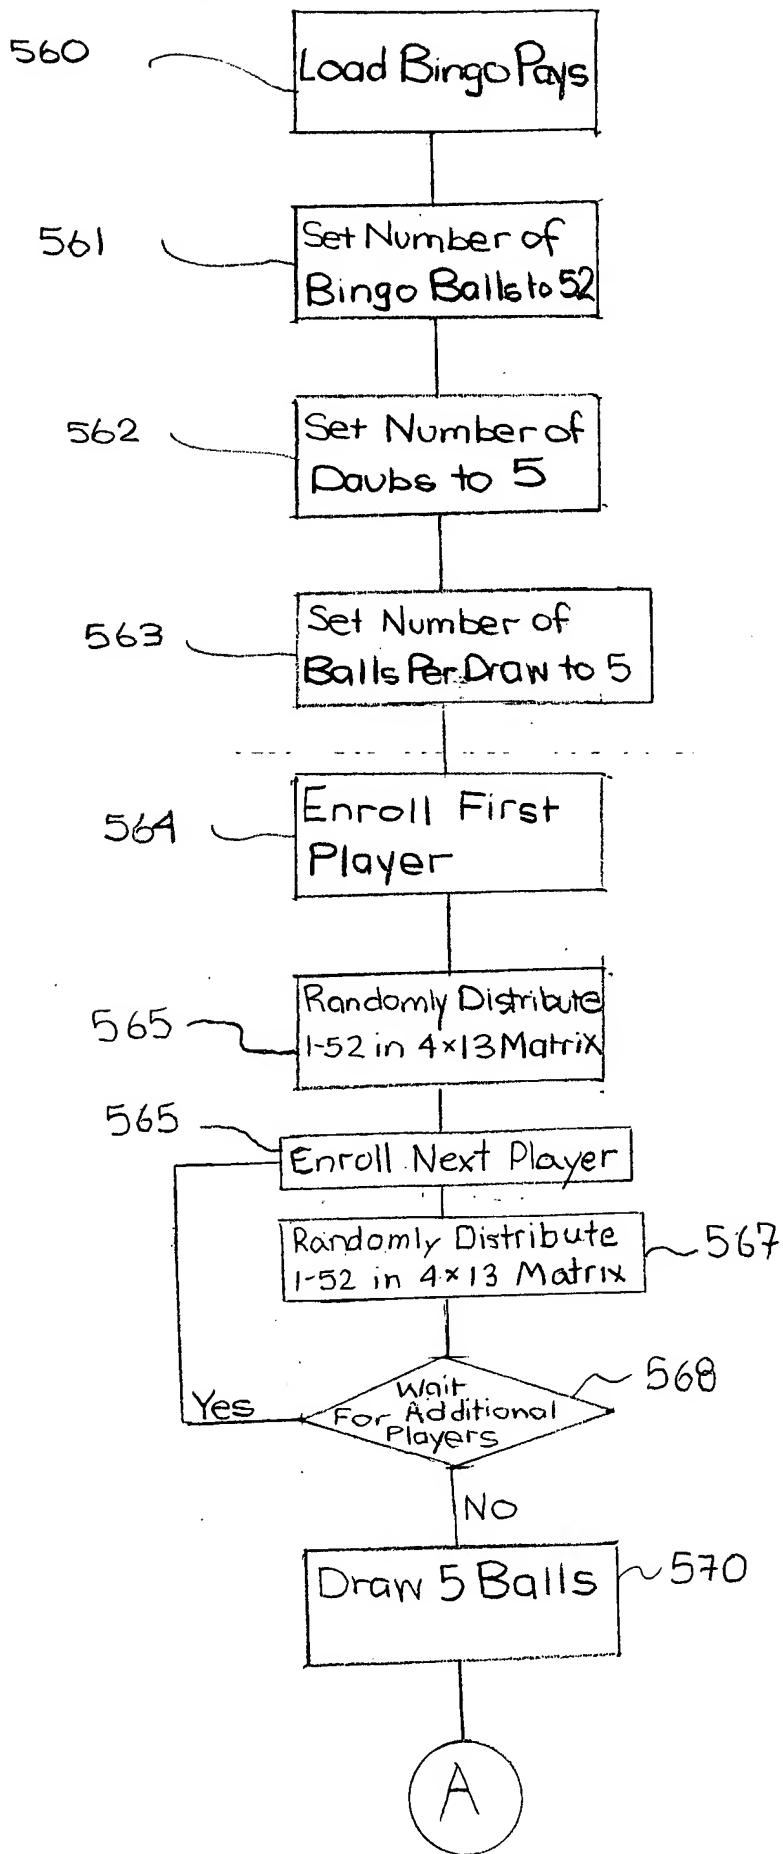 560
Load Bingo Pays
561
Set Number of
Bingo Balls to 52
562
Set Number of
Daubs to 5
563
Set Number of
Balls Per Draw to 5
564
Enroll First
Player
565
Randomly Distribute
1-52 in 4×13 Matrix
565
Enroll Next Player
Randomly Distribute
1-52 in 4×13 Matrix
567
568
Wait
For Additional
Players
Yes
NO
Draw 5 Balls
570
A